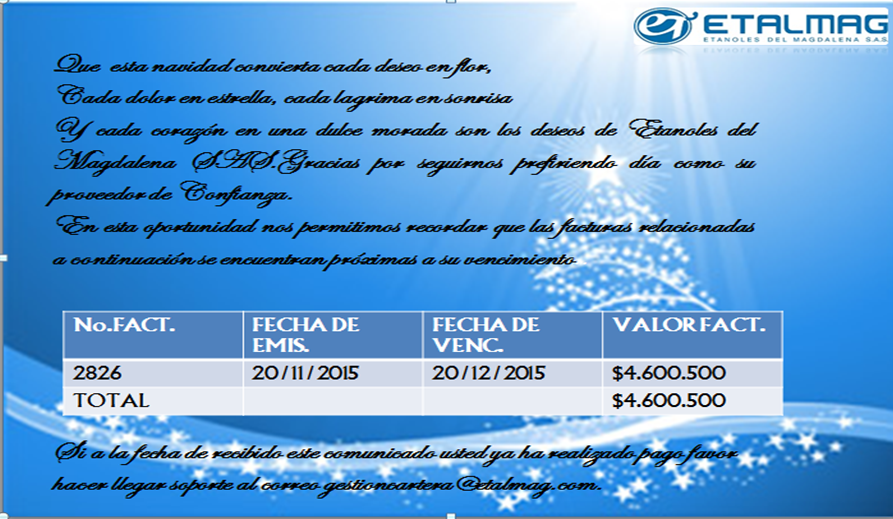 ETALMAG
ETANOLES DEL MAGDALENA S.A.S
Que esta navidad convierta cada deseo en flor,
Cada dolor en estrella, cada lagrima en sonrisa
Y cada corazón en una dulce morada son los deseos de Etanoles del
Magdalena SAS.Gracias por seguirnos prefiriendo día como su
proveedor de Confianza.
En esta oportunidad nos permitimos recordar que las facturas relacionadas
a continuación se encuentran próximas a su vencimiento
No.FACT. FECHA DE EMIS. FECHA DE VENC. VALOR FACT.
2826 20/11/2015 20/12/2015 $4.600.500
TOTAL $4.600.500
Si a la fecha de recibido este comunicado usted ya ha realizado pago favor
hacer llegar soporte al correo gestioncartera@etalmag.com.